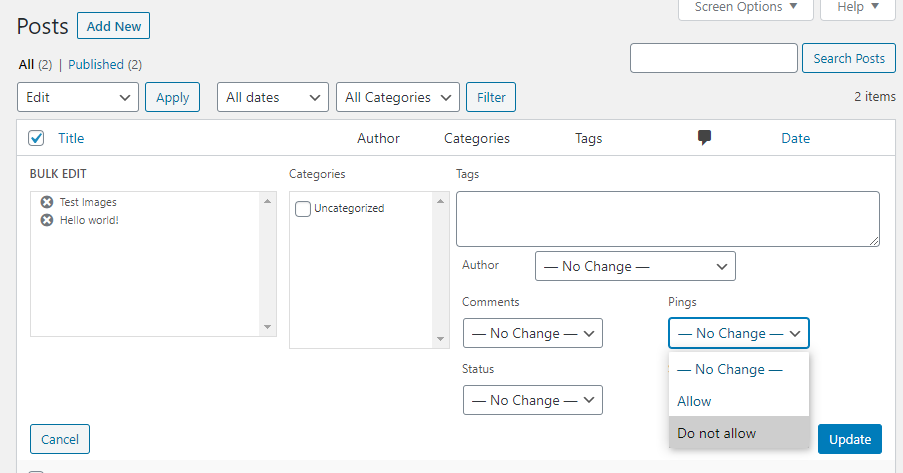 Screen Options ▼ Help ▼
Posts Add New
All (2) | Published (2)
Search Posts
Edit Apply All dates All Categories Filter 2 items
Title Author Categories Tags Date
BULK EDIT Categories Tags
Test Images Uncategorized
Hello world!
Author — No Change —
Comments Pings
— No Change — — No Change —
Status — No Change —
— No Change — Allow
Do not allow
Cancel Update